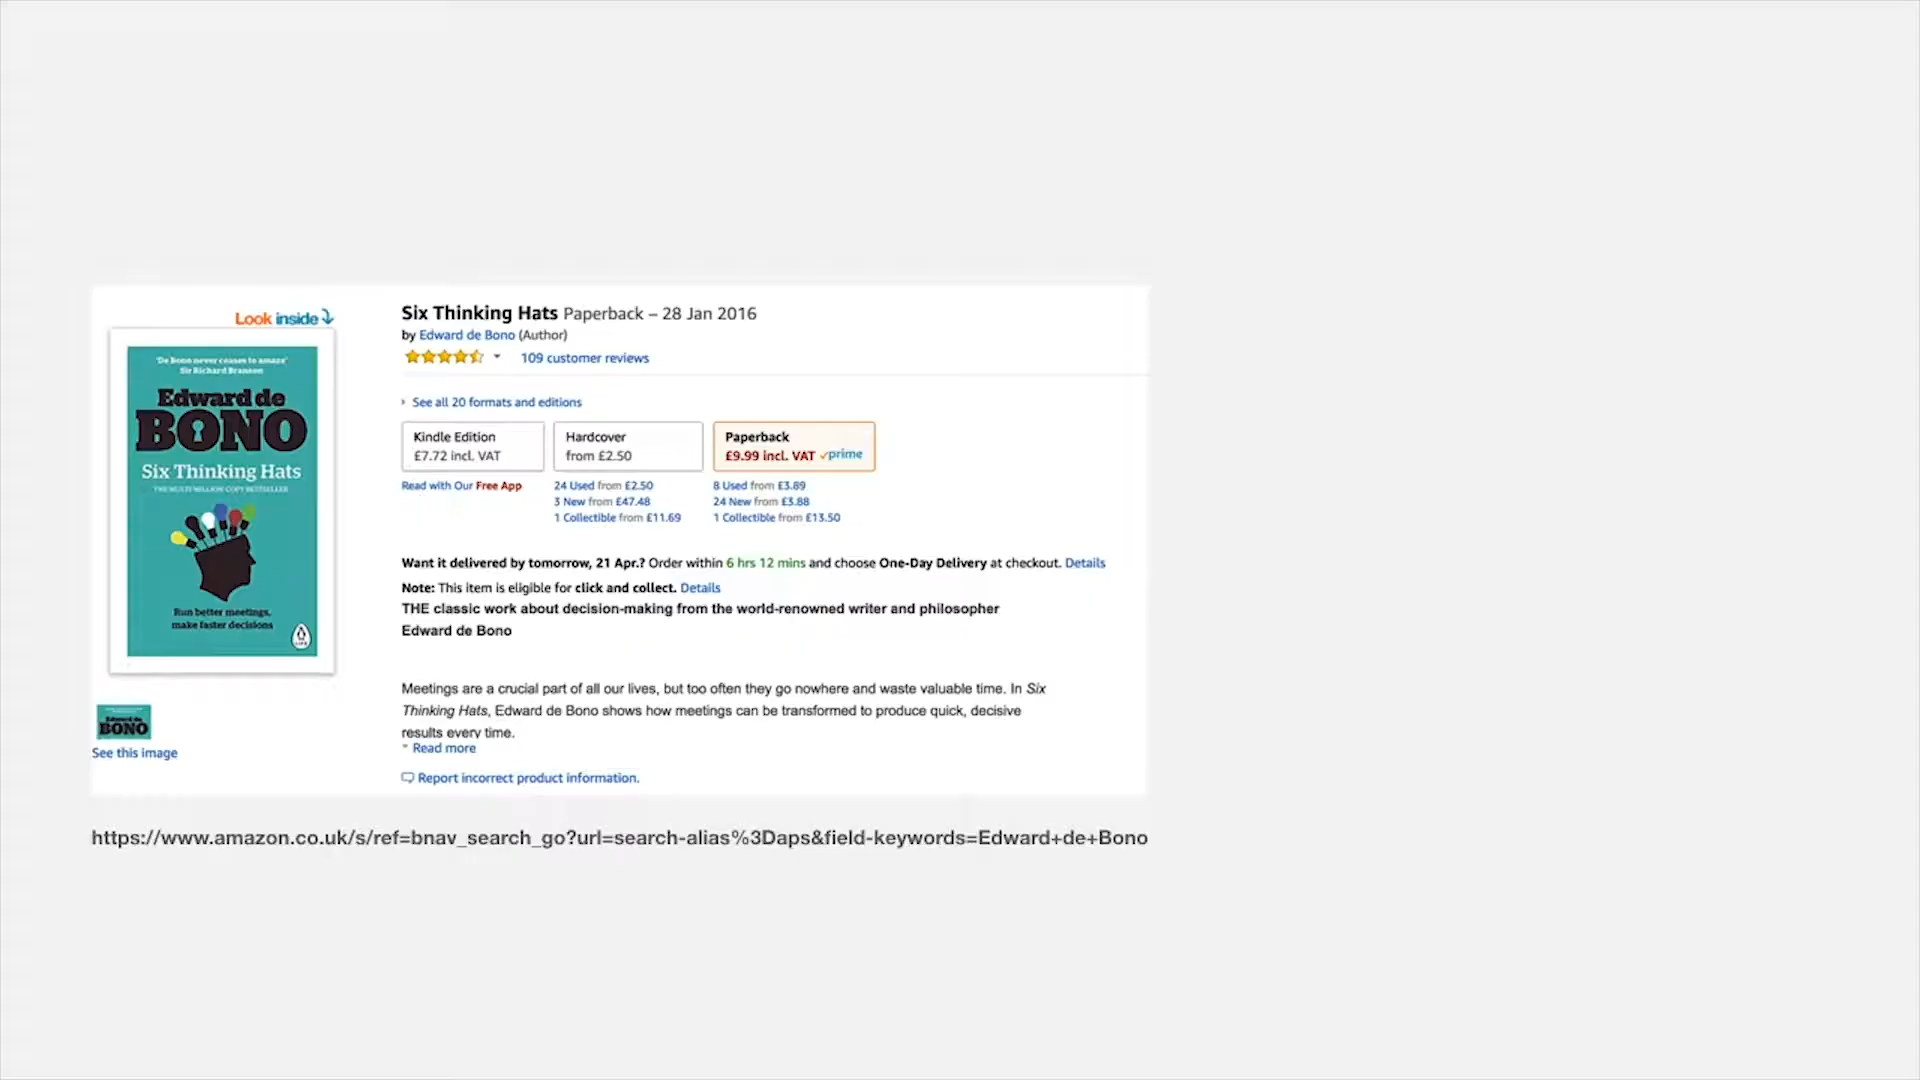 Look inside
'De Bono never ceases to amaze'
Sir Richard Branson
Edward de
BONO
Six Thinking Hats
THE MULTI-MILLION COPY BESTSELLER
Run better meetings,
make faster decisions
Edward de
BONO
See this image
Six Thinking Hats Paperback – 28 Jan 2016
by Edward de Bono (Author)
109 customer reviews
See all 20 formats and editions
Kindle Edition
£7.72 incl. VAT
Read with Our Free App
Hardcover
from £2.50
24 Used from £2.50
3 New from £47.48
1 Collectible from £11.69
Paperback
£9.99 incl. VAT prime
8 Used from £3.89
24 New from £3.88
1 Collectible from £13.50
Want it delivered by tomorrow, 21 Apr.? Order within 6 hrs 12 mins and choose One-Day Delivery at checkout. Details
Note: This item is eligible for click and collect. Details
THE classic work about decision-making from the world-renowned writer and philosopher
Edward de Bono
Meetings are a crucial part of all our lives, but too often they go nowhere and waste valuable time. In Six
Thinking Hats, Edward de Bono shows how meetings can be transformed to produce quick, decisive
results every time.
Read more
Report incorrect product information.
https://www.amazon.co.uk/s/ref=bnav_search_go?url=search-alias%3Daps&field-keywords=Edward+de+Bono